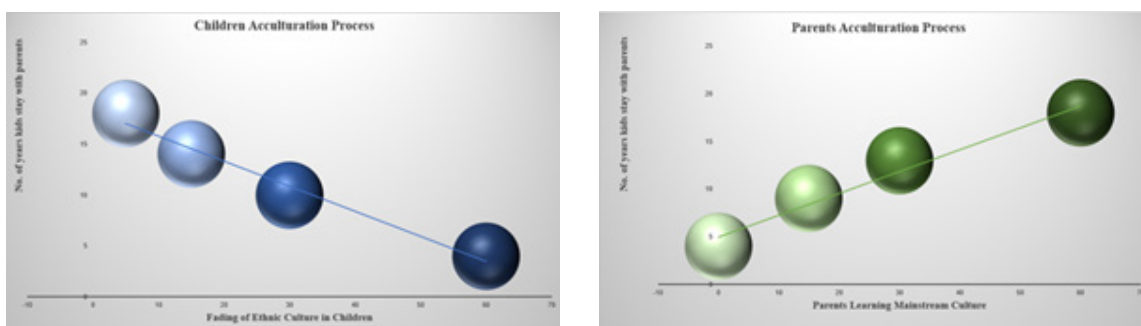 Children Acculturation Process
No. of years kids stay with parents
25
20
15
10
5
0
-10 0 10 20 30 40 50 60 70
Fading of Ethnic Culture in Children
Parents Acculturation Process
No. of years kids stay with parents
25
20
15
10
5
-10 0 10 20 30 40 50 60 70
Parents Learning Mainstream Culture